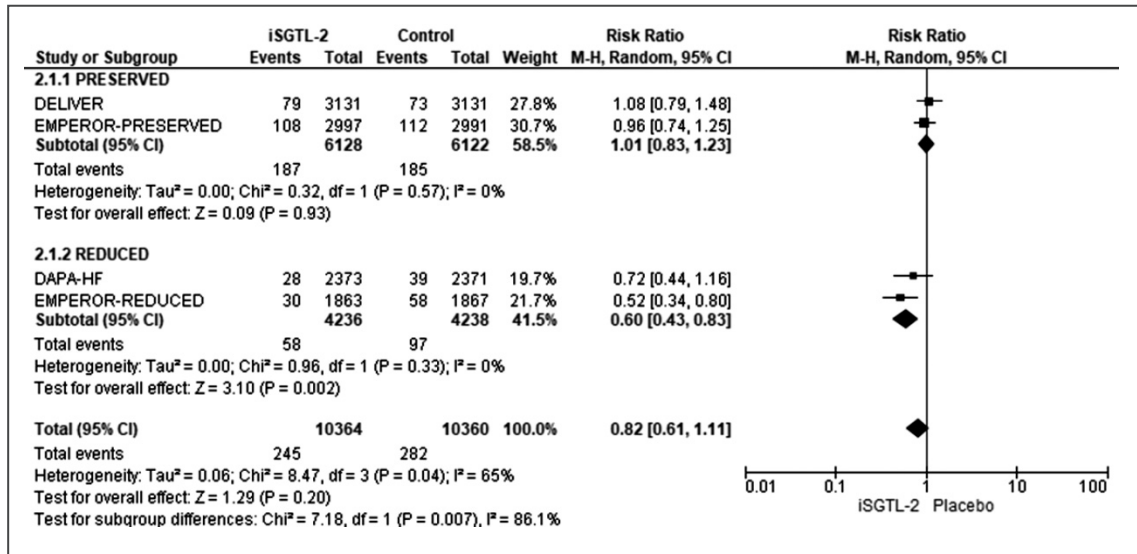 iSGTL-2 Control Risk Ratio Risk Ratio
Study or Subgroup Events Total Events Total Weight M-H, Random, 95% CI M-H, Random, 95% CI
2.1.1 PRESERVED
DELIVER 79 3131 73 3131 27.8% 1.08 [0.79, 1.48]
EMPEROR-PRESERVED 108 2997 112 2991 30.7% 0.96 [0.74, 1.25]
Subtotal (95% CI) 6128 6122 58.5% 1.01 [0.83, 1.23]
Total events 187 185
Heterogeneity: Tau² = 0.00; Chi² = 0.32, df = 1 (P = 0.57); I² = 0%
Test for overall effect: Z = 0.09 (P = 0.93)
2.1.2 REDUCED
DAPA-HF 28 2373 39 2371 19.7% 0.72 [0.44, 1.16]
EMPEROR-REDUCED 30 1863 58 1867 21.7% 0.52 [0.34, 0.80]
Subtotal (95% CI) 4236 4238 41.5% 0.60 [0.43, 0.83]
Total events 58 97
Heterogeneity: Tau² = 0.00; Chi² = 0.96, df = 1 (P = 0.33); I² = 0%
Test for overall effect: Z = 3.10 (P = 0.002)
Total (95% CI) 10364 10360 100.0% 0.82 [0.61, 1.11]
Total events 245 282
Heterogeneity: Tau² = 0.06; Chi² = 8.47, df = 3 (P = 0.04); I² = 65%
Test for overall effect: Z = 1.29 (P = 0.20)
Test for subgroup differences: Chi² = 7.18, df = 1 (P = 0.007), I² = 86.1%
0.01 0.1 1 10 100
iSGTL-2 Placebo